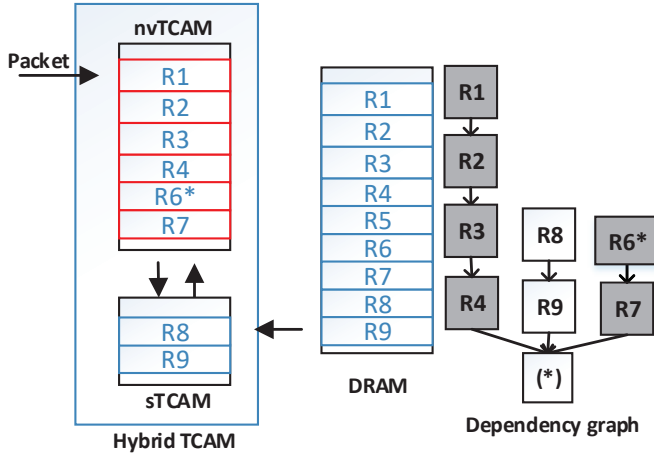 nvTCAM
Packet
R1
R2
R3
R4
R6*
R7
R8
R9
sTCAM
Hybrid TCAM
R1
R2
R3
R4
R5
R6
R7
R8
R9
DRAM
R1
R2
R3
R4
R8
R9
R6*
R7
(*)
Dependency graph